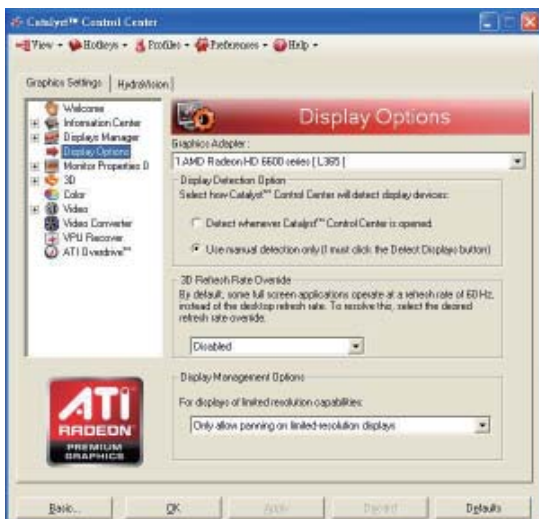 Catalyst™ Control Center
View Hotkeys Profiles Preferences Help
Graphics Settings HydraVision
Welcome
Information Center
Displays Manager
Display Options
Monitor Properties 0
3D
Color
Video
Video Converter
VPU Recover
ATI Overdrive™
Display Options
Graphics Adapter:
1 AMD Radeon HD 6600 series [ L365 ]
Display Detection Option
Select how Catalyst™ Control Center will detect display devices:
Detect whenever Catalyst™ Control Center is opened.
Use manual detection only (I must click the Detect Displays button)
3D Refresh Rate Override
By default, some full screen applications operate at a refresh rate of 60 Hz,
instead of the desktop refresh rate. To resolve this, select the desired
refresh rate override.
Disabled
Display Management Options
For displays of limited resolution capabilities:
Only allow panning on limited-resolution displays
ATI
RADEON
PREMIUM
GRAPHICS
Basic...
OK
Apply
Discard
Defaults